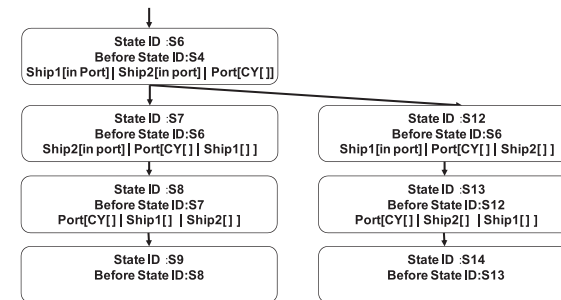 State ID :S6
Before State ID:S4
Ship1[in Port] | Ship2[in port] | Port[CY[ ]]
State ID :S7
Before State ID:S6
Ship2[in port] | Port[CY[] | Ship1[ ] ]
State ID :S12
Before State ID:S6
Ship1[in port] | Port[CY[] | Ship2[ ] ]
State ID :S8
Before State ID:S7
Port[CY[] | Ship1[] | Ship2[ ] ]
State ID :S13
Before State ID:S12
Port[CY[] | Ship2[] | Ship1[ ] ]
State ID :S9
Before State ID:S8
State ID :S14
Before State ID:S13